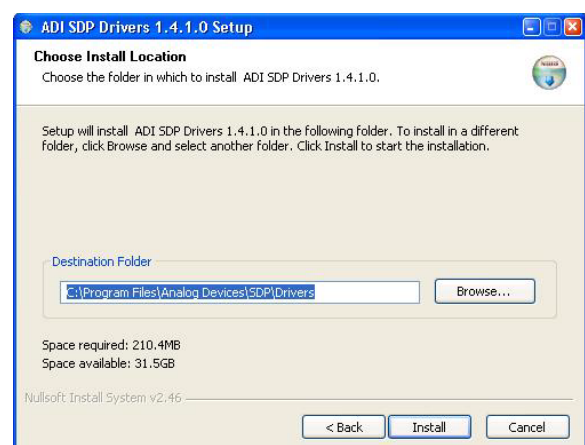 ADI SDP Drivers 1.4.1.0 Setup
Choose Install Location
Choose the folder in which to install ADI SDP Drivers 1.4.1.0.
Setup will install ADI SDP Drivers 1.4.1.0 in the following folder. To install in a different
folder, click Browse and select another folder. Click Install to start the installation.
Destination Folder
C:\Program Files\Analog Devices\SDP\Drivers
Browse...
Space required: 210.4MB
Space available: 31.5GB
Nullsoft Install System v2.46
< Back
Install
Cancel